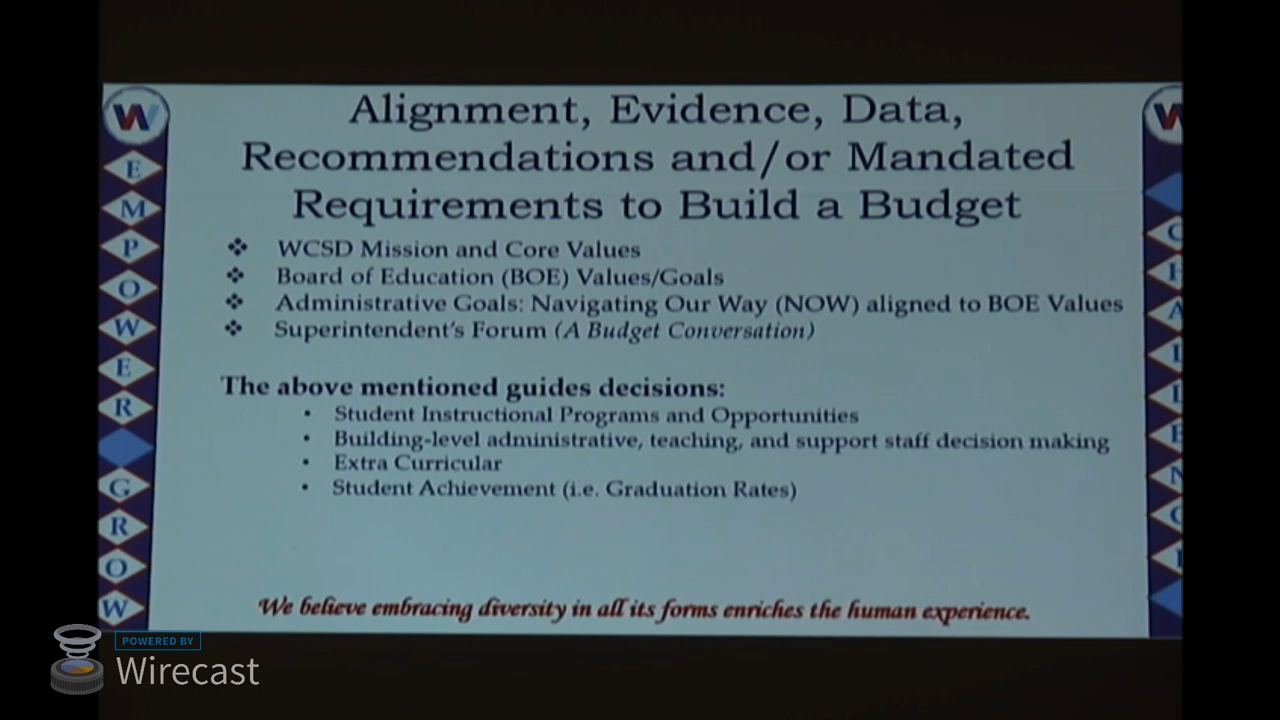 Alignment, Evidence, Data,
Recommendations and/or Mandated
Requirements to Build a Budget
❖ WCSD Mission and Core Values
❖ Board of Education (BOE) Values/Goals
❖ Administrative Goals: Navigating Our Way (NOW) aligned to BOE Values
❖ Superintendent's Forum (A Budget Conversation)
The above mentioned guides decisions:
• Student Instructional Programs and Opportunities
• Building-level administrative, teaching, and support staff decision making
• Extra Curricular
• Student Achievement (i.e. Graduation Rates)
We believe embracing diversity in all its forms enriches the human experience.
W
E
M
P
O
W
E
R
G
R
O
W
W
C
H
A
L
L
E
N
G
E
POWERED BY
Wirecast